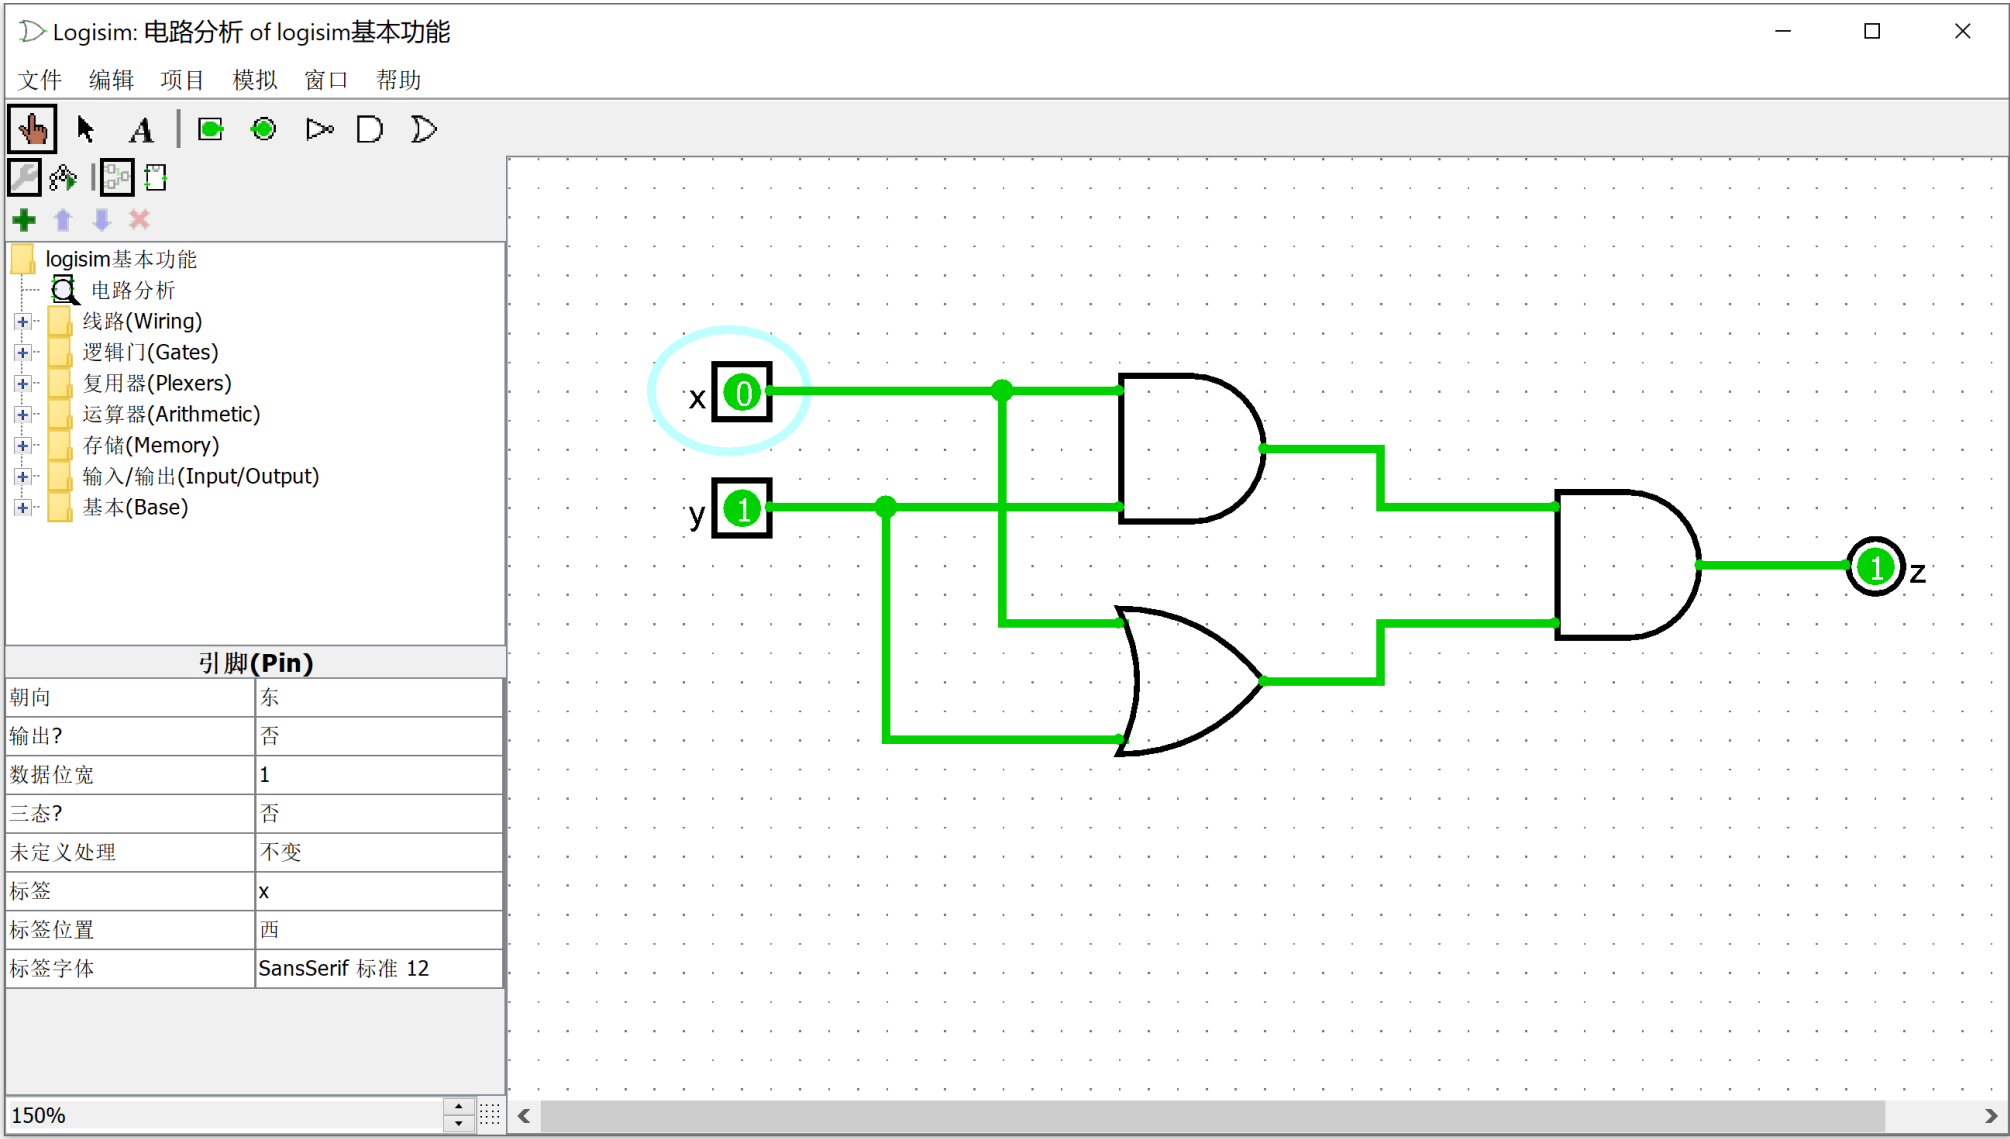 Logisim: 电路分析 of logisim基本功能
文件 编辑 项目 模拟 窗口 帮助
A
logisim基本功能
电路分析
线路(Wiring)
逻辑门(Gates)
复用器(Plexers)
运算器(Arithmetic)
存储(Memory)
输入/输出(Input/Output)
基本(Base)
引脚(Pin)
朝向 东
输出? 否
数据位宽 1
三态? 否
未定义处理 不变
标签 x
标签位置 西
标签字体 SansSerif 标准 12
150%
x 0
y 1
1 z